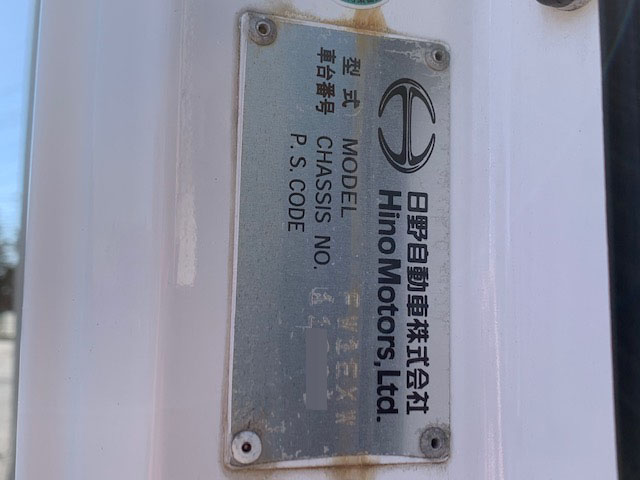 日野自動車株式会社
Hino Motors, Ltd.
型式 MODEL
車台番号 CHASSIS NO.
P. S. CODE